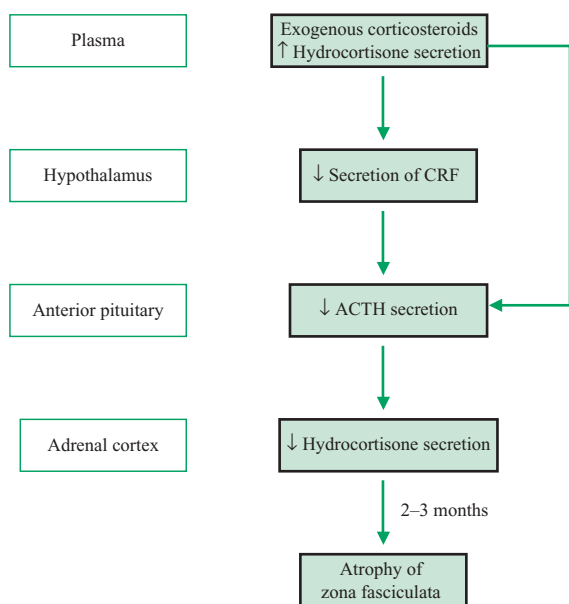 Plasma
Exogenous corticosteroids
↑ Hydrocortisone secretion
Hypothalamus
↓ Secretion of CRF
Anterior pituitary
↓ ACTH secretion
Adrenal cortex
↓ Hydrocortisone secretion
2–3 months
Atrophy of
zona fasciculata